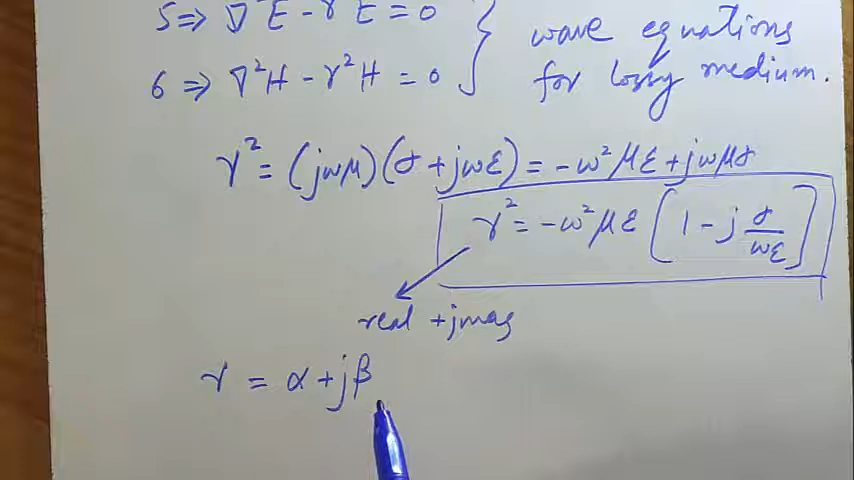 5 ⇒ ∇²E - γ²E = 0
6 ⇒ ∇²H - γ²H = 0
wave equations
for lossy medium.
γ² = (jωμ)(σ + jωε) = -ω²με + jωμσ
γ² = -ω²με [1 - j σ/ωε]
real + jmag
γ = α + jβ